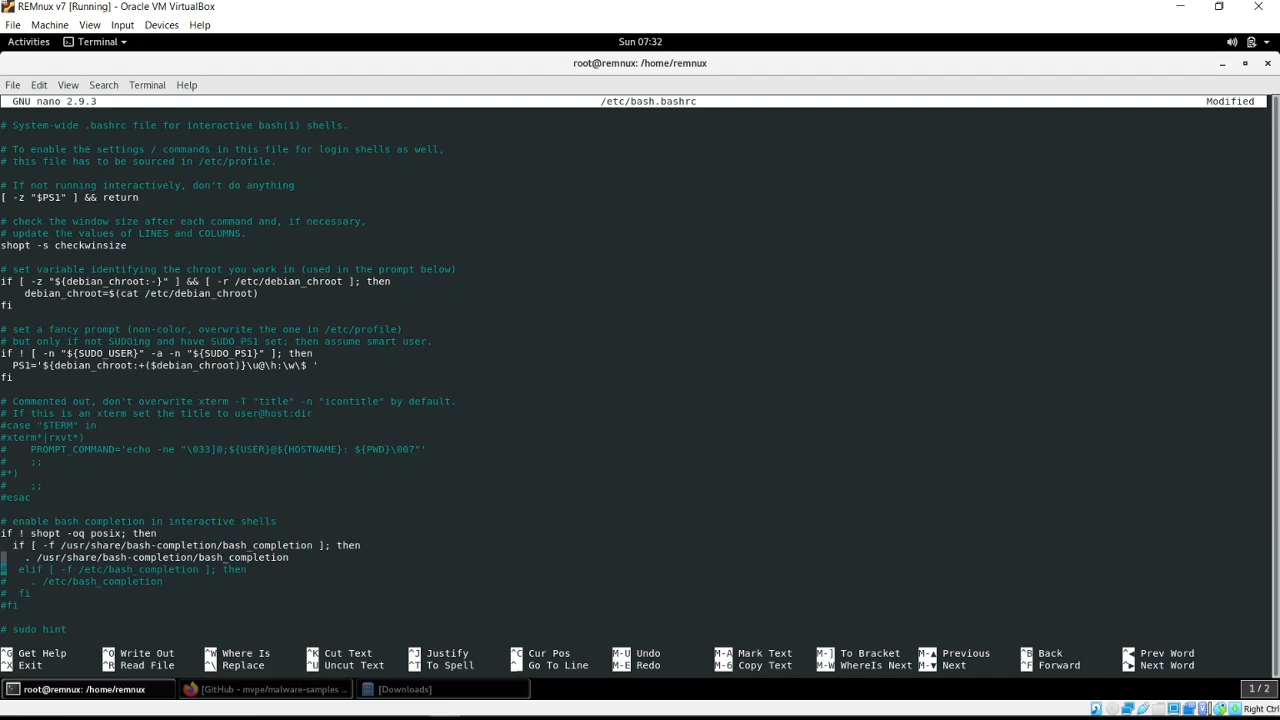 REMnux v7 [Running] - Oracle VM VirtualBox
File Machine View Input Devices Help
Activities Terminal Sun 07:32
root@remnux: /home/remnux
File Edit View Search Terminal Help
GNU nano 2.9.3 /etc/bash.bashrc Modified
# System-wide .bashrc file for interactive bash(1) shells.
# To enable the settings / commands in this file for login shells as well,
# this file has to be sourced in /etc/profile.
# If not running interactively, don't do anything
[ -z "$PS1" ] && return
# check the window size after each command and, if necessary,
# update the values of LINES and COLUMNS.
shopt -s checkwinsize
# set variable identifying the chroot you work in (used in the prompt below)
if [ -z "${debian_chroot:-}" ] && [ -r /etc/debian_chroot ]; then
    debian_chroot=$(cat /etc/debian_chroot)
fi
# set a fancy prompt (non-color, overwrite the one in /etc/profile)
# but only if not SUDOing and have SUDO_PS1 set; then assume smart user.
if ! [ -n "${SUDO_USER}" -a -n "${SUDO_PS1}" ]; then
  PS1='${debian_chroot:+($debian_chroot)}\u@\h:\w\$ '
fi
# Commented out, don't overwrite xterm -T "title" -n "icontitle" by default.
# If this is an xterm set the title to user@host:dir
#case "$TERM" in
#xterm*|rxvt*)
#    PROMPT_COMMAND='echo -ne "\033]0;${USER}@${HOSTNAME}: ${PWD}\007"'
#    ;;
#*)
#    ;;
#esac
# enable bash completion in interactive shells
if ! shopt -oq posix; then
  if [ -f /usr/share/bash-completion/bash_completion ]; then
    . /usr/share/bash-completion/bash_completion
#  elif [ -f /etc/bash_completion ]; then
#    . /etc/bash_completion
#  fi
#fi
# sudo hint
^G Get Help ^O Write Out ^W Where Is ^K Cut Text ^J Justify ^C Cur Pos M-U Undo M-A Mark Text M-] To Bracket M-▲ Previous ^B Back ^◀ Prev Word
^X Exit ^R Read File ^\ Replace ^U Uncut Text ^T To Spell ^_ Go To Line M-E Redo M-6 Copy Text M-W WhereIs Next M-▼ Next ^F Forward ^▶ Next Word
root@remnux: /home/remnux [GitHub - mvpe/malware-samples ... [Downloads] 1 / 2
Right Ctrl